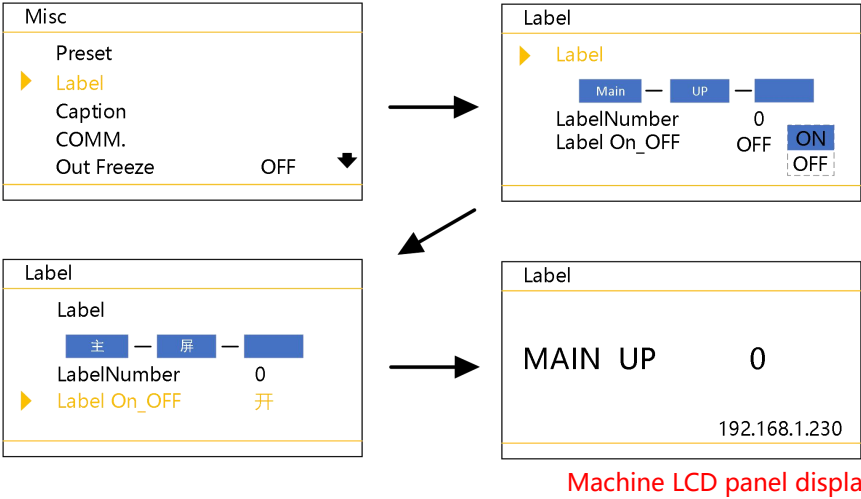 Misc
Preset
Label
Caption
COMM.
Out Freeze OFF
Label
Label
Main — UP —
LabelNumber 0
Label On_OFF OFF ON
OFF
Label
Label
主 — 屏 —
LabelNumber 0
Label On_OFF 开
Label
MAIN UP 0
192.168.1.230
Machine LCD panel displa